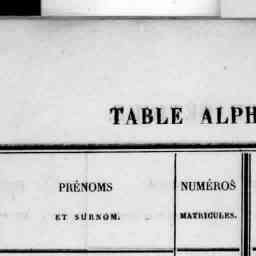 TABLE ALPH
PRÉNOMS
ET SURNOM.
NUMÉROS
MATRICULES.